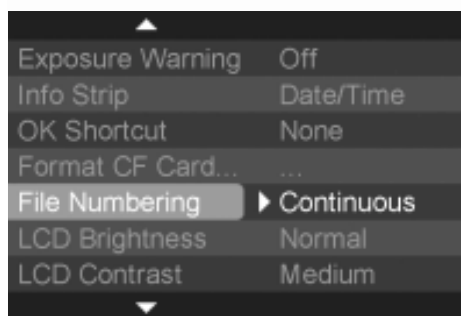 Exposure Warning Off
Info Strip Date/Time
OK Shortcut None
Format CF Card... ...
File Numbering Continuous
LCD Brightness Normal
LCD Contrast Medium